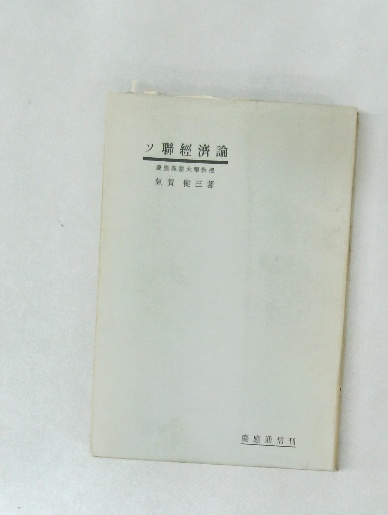 ソ聯經濟論
慶應義塾大學教授
気賀健三著
慶應通信刊